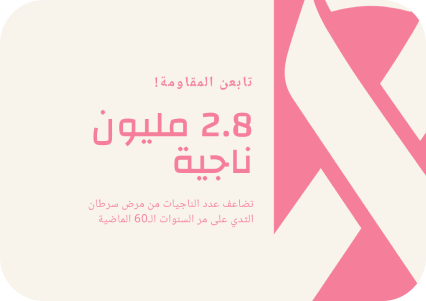 تابعن المقاومة!
2.8 مليون
ناجية
تضاعف عدد الناجيات من مرض سرطان
الثدي على مر السنوات الـ60 الماضية